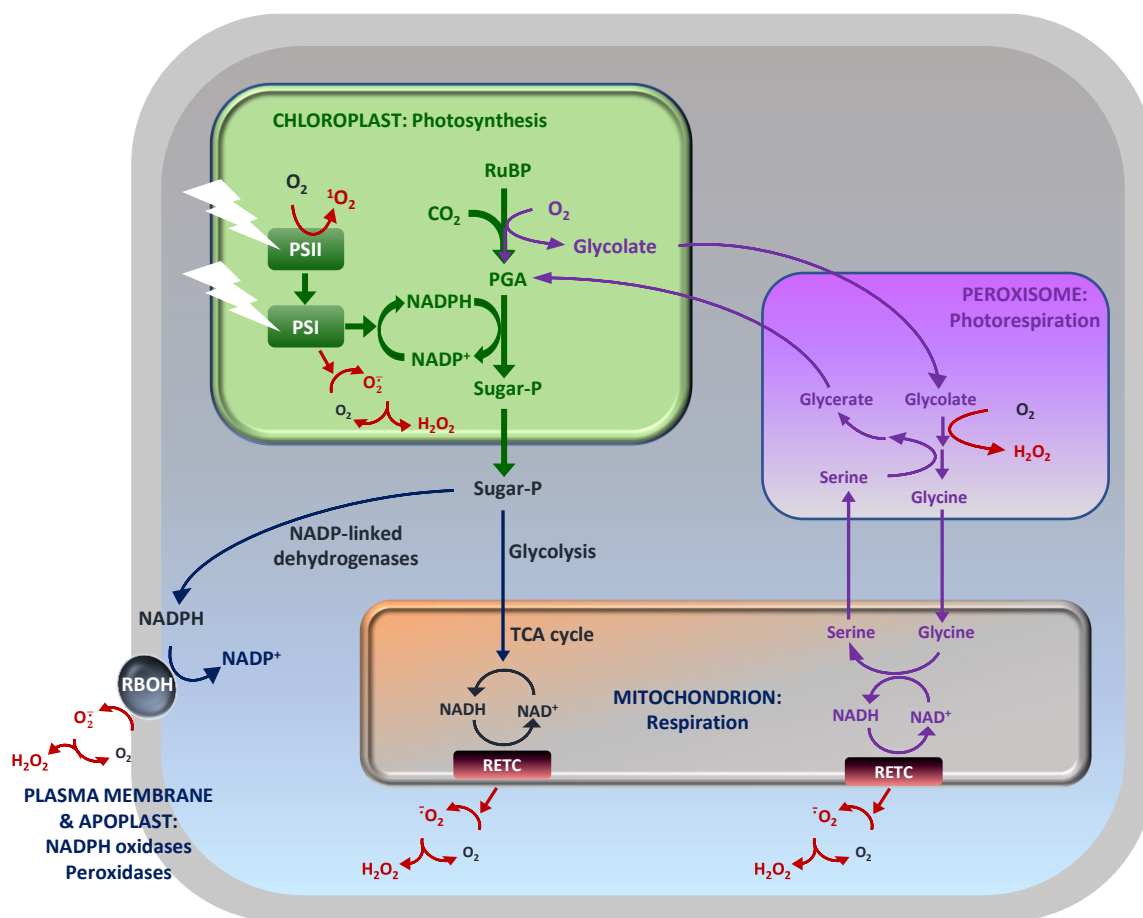 CHLOROPLAST: Photosynthesis
RuBP
O₂
¹O₂
CO₂
O₂
PSII
Glycolate
PGA
NADPH
PSI
NADP⁺
O₂·⁻
O₂
H₂O₂
Sugar-P
PEROXISOME:
Photorespiration
Glycerate
Glycolate
O₂
H₂O₂
Serine
Glycine
Sugar-P
NADP-linked
dehydrogenases
Glycolysis
NADPH
NADP⁺
RBOH
O₂·⁻
O₂
H₂O₂
PLASMA MEMBRANE
& APOPLAST:
NADPH oxidases
Peroxidases
TCA cycle
NADH
NAD⁺
RETC
MITOCHONDRION:
Respiration
Serine
Glycine
NADH
NAD⁺
RETC
·⁻O₂
O₂
H₂O₂
·⁻O₂
O₂
H₂O₂